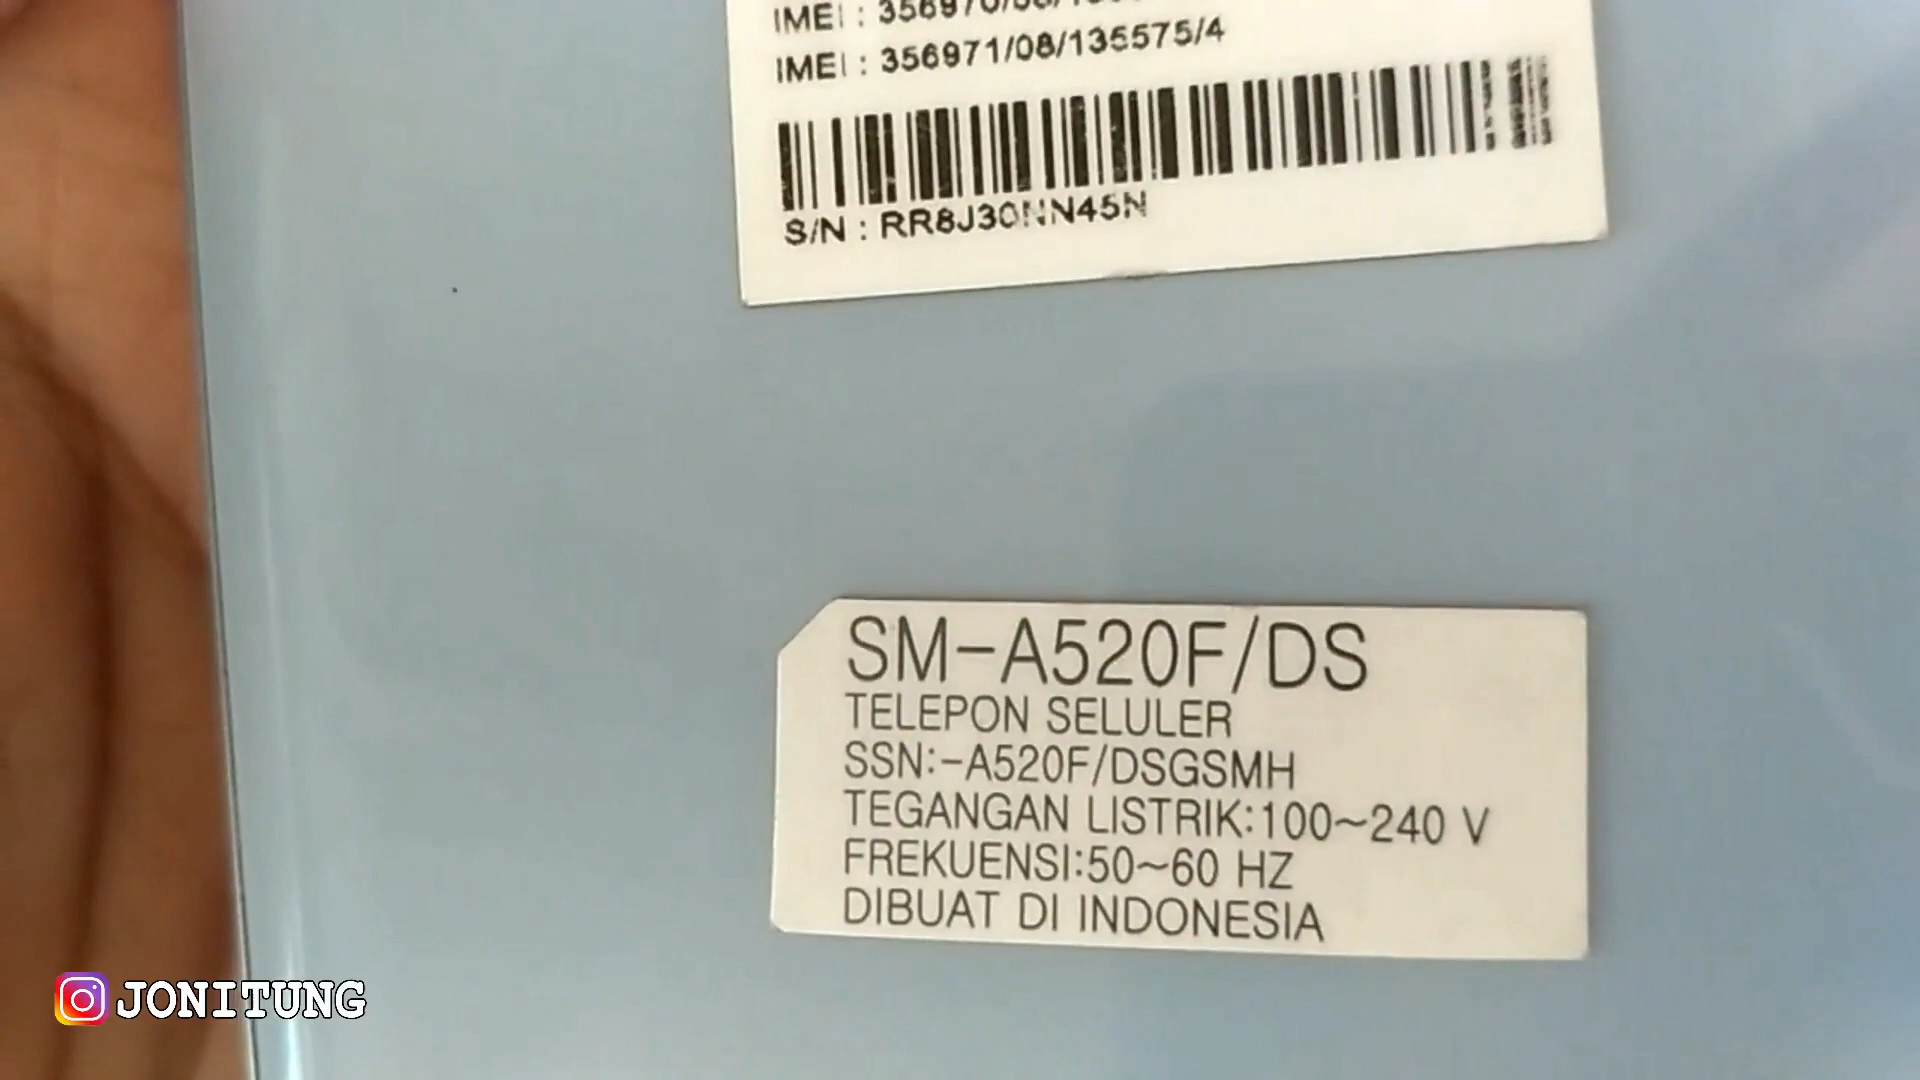 IMEI :
IMEI : 356971/08/135575/4
S/N : RR8J30NN45N
SM-A520F/DS
TELEPON SELULER
SSN:-A520F/DSGSMH
TEGANGAN LISTRIK:100~240 V
FREKUENSI:50~60 HZ
DIBUAT DI INDONESIA
JONITUNG